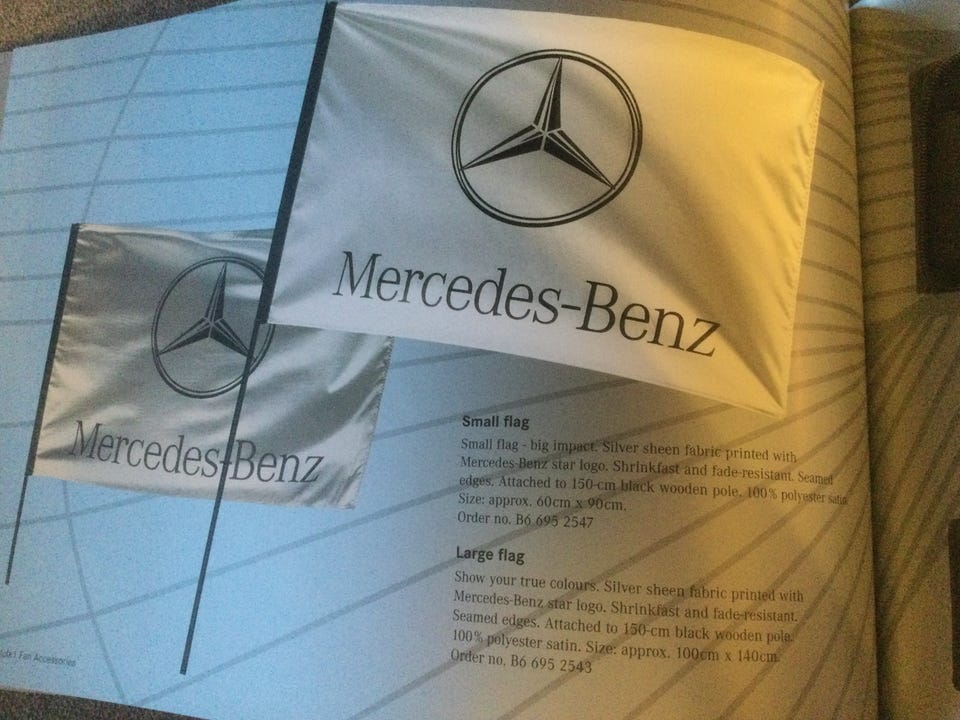 Mercedes-Benz
Mercedes-Benz
Small flag
Small flag - big impact. Silver sheen fabric printed with
Mercedes-Benz star logo. Shrinkfast and fade-resistant. Seamed
edges. Attached to 150-cm black wooden pole. 100% polyester satin.
Size: approx. 60cm x 90cm.
Order no. B6 695 2547
Large flag
Show your true colours. Silver sheen fabric printed with
Mercedes-Benz star logo. Shrinkfast and fade-resistant.
Seamed edges. Attached to 150-cm black wooden pole.
100% polyester satin. Size: approx. 100cm x 140cm.
Order no. B6 695 2543
Fan Accessories